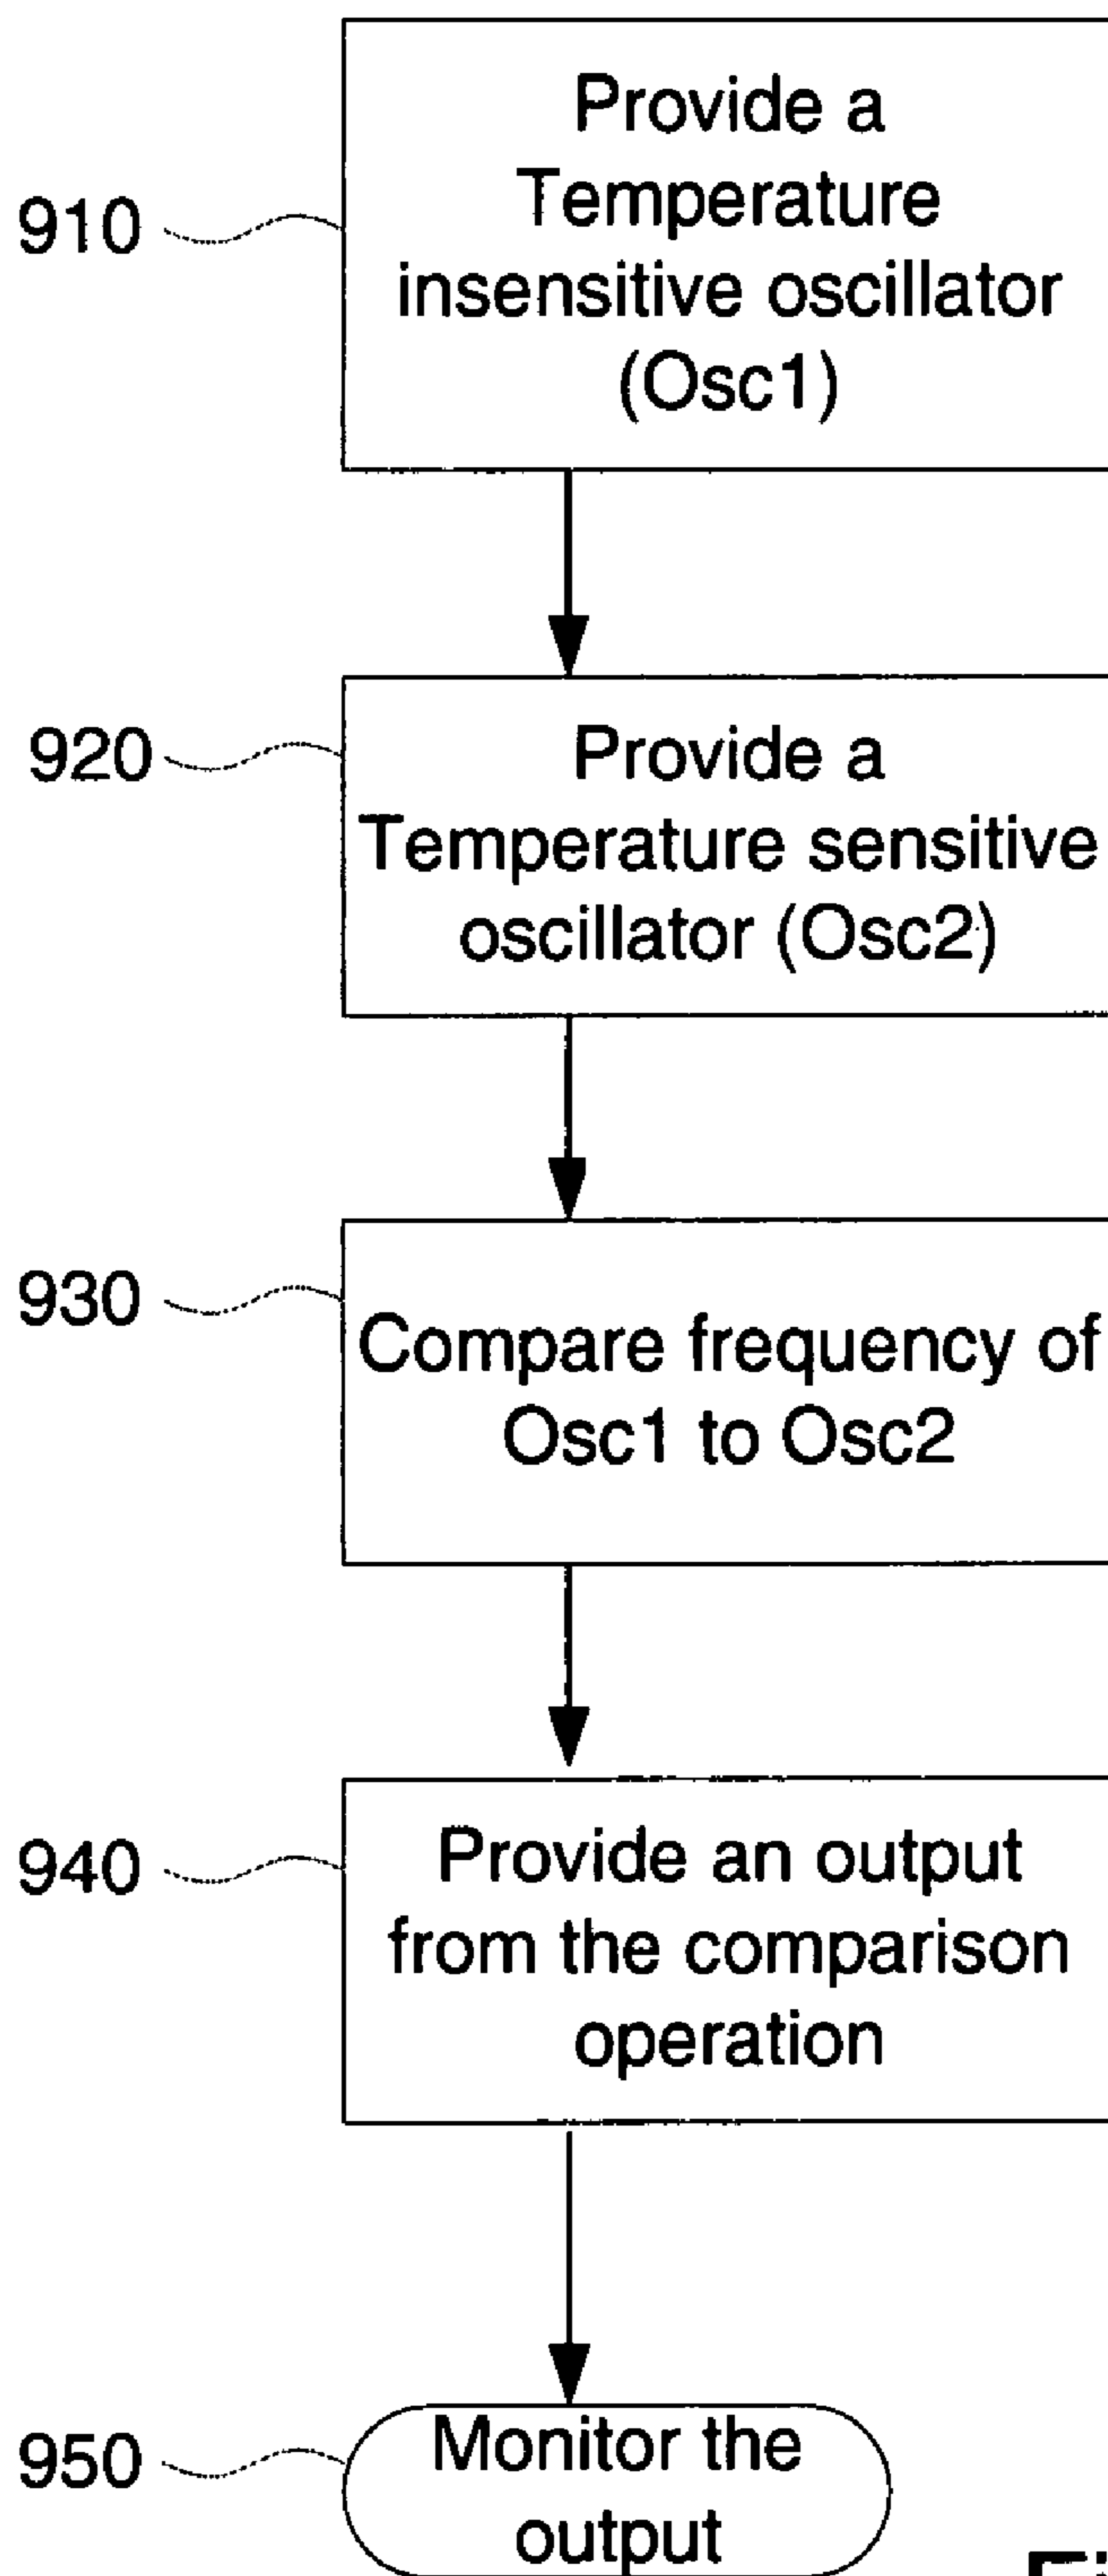 910
Provide a
Temperature
insensitive oscillator
(Osc1)
920
Provide a
Temperature sensitive
oscillator (Osc2)
930
Compare frequency of
Osc1 to Osc2
940
Provide an output
from the comparison
operation
950
Monitor the
output